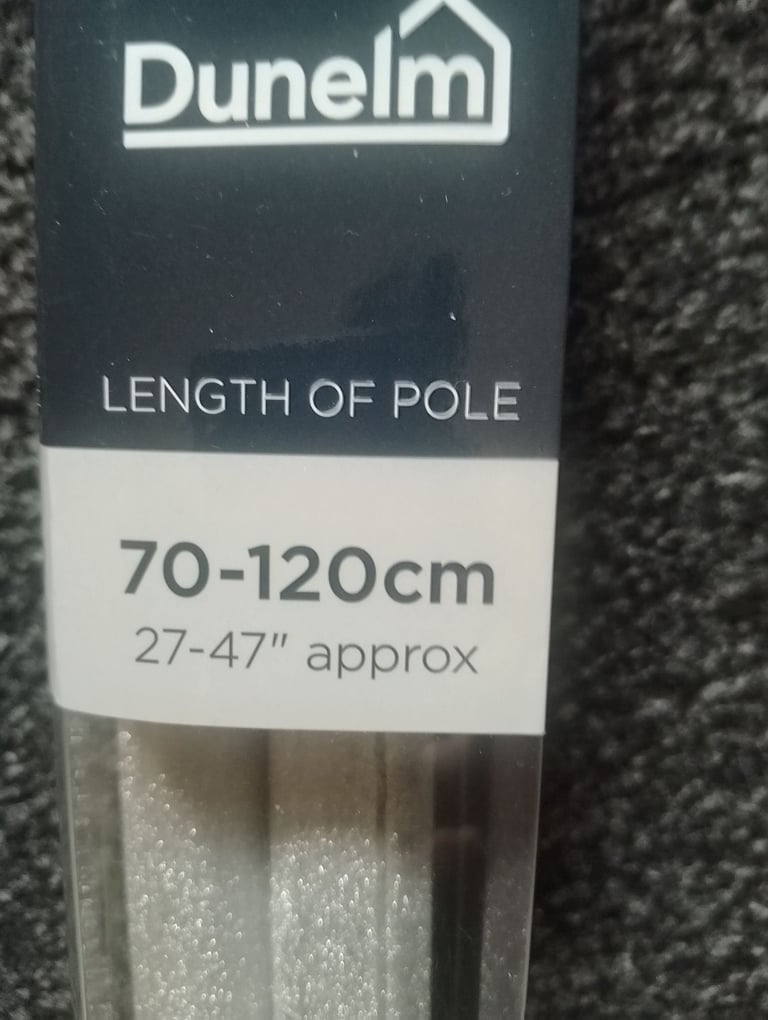 Dunelm
LENGTH OF POLE
70-120cm
27-47" approx